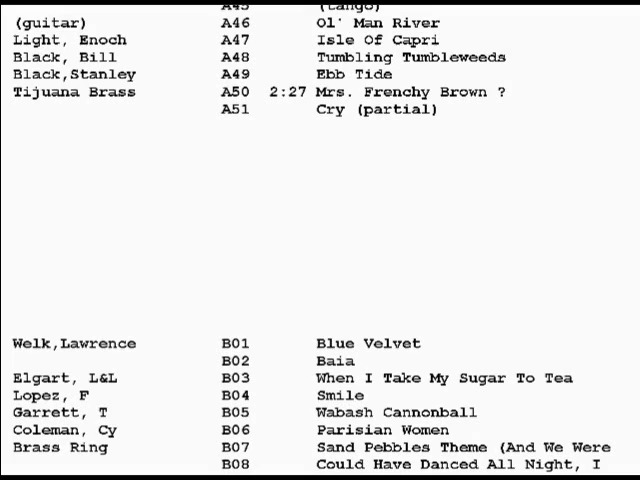 A45 (tango)
(guitar) A46 Ol' Man River
Light, Enoch A47 Isle Of Capri
Black, Bill A48 Tumbling Tumbleweeds
Black,Stanley A49 Ebb Tide
Tijuana Brass A50 2:27 Mrs. Frenchy Brown ?
A51 Cry (partial)
Welk,Lawrence B01 Blue Velvet
B02 Baia
Elgart, L&L B03 When I Take My Sugar To Tea
Lopez, F B04 Smile
Garrett, T B05 Wabash Cannonball
Coleman, Cy B06 Parisian Women
Brass Ring B07 Sand Pebbles Theme (And We Were
B08 Could Have Danced All Night, I